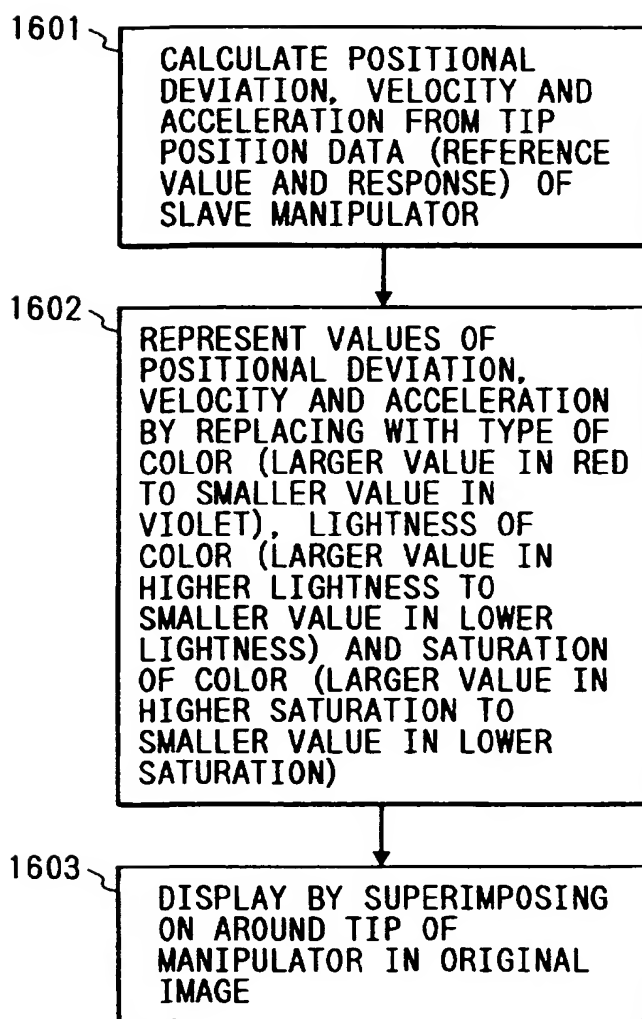 1601
CALCULATE POSITIONAL
DEVIATION, VELOCITY AND
ACCELERATION FROM TIP
POSITION DATA (REFERENCE
VALUE AND RESPONSE) OF
SLAVE MANIPULATOR
1602
REPRESENT VALUES OF
POSITIONAL DEVIATION,
VELOCITY AND ACCELERATION
BY REPLACING WITH TYPE OF
COLOR (LARGER VALUE IN RED
TO SMALLER VALUE IN
VIOLET), LIGHTNESS OF
COLOR (LARGER VALUE IN
HIGHER LIGHTNESS TO
SMALLER VALUE IN LOWER
LIGHTNESS) AND SATURATION
OF COLOR (LARGER VALUE IN
HIGHER SATURATION TO
SMALLER VALUE IN LOWER
SATURATION)
1603
DISPLAY BY SUPERIMPOSING
ON AROUND TIP OF
MANIPULATOR IN ORIGINAL
IMAGE